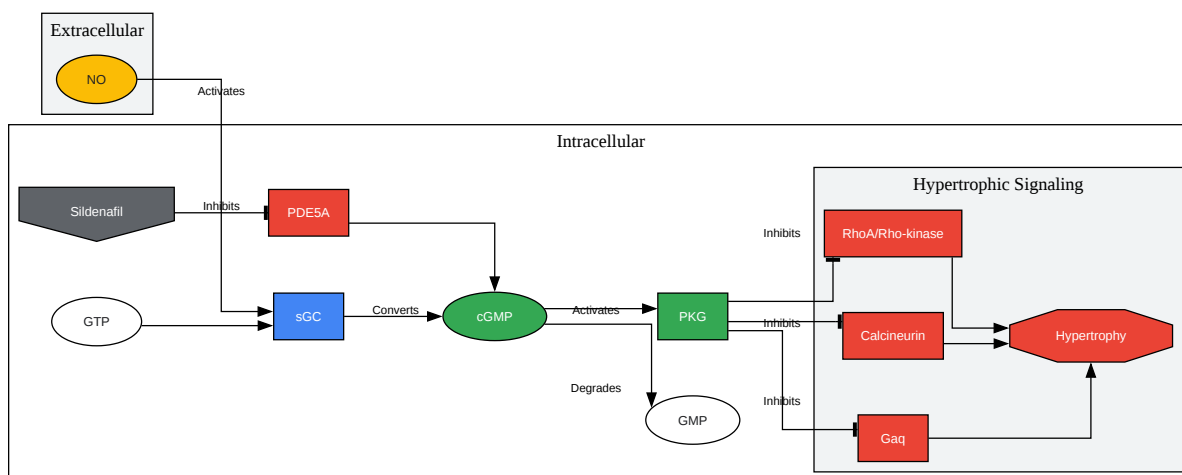 Extracellular
NO
Activates
Intracellular
Hypertrophic Signaling
Sildenafil
Inhibits
PDE5A
Inhibits
RhoA/Rho-kinase
GTP
sGC
Converts
cGMP
Activates
PKG
Inhibits
Calcineurin
Hypertrophy
Degrades
GMP
Inhibits
Gaq